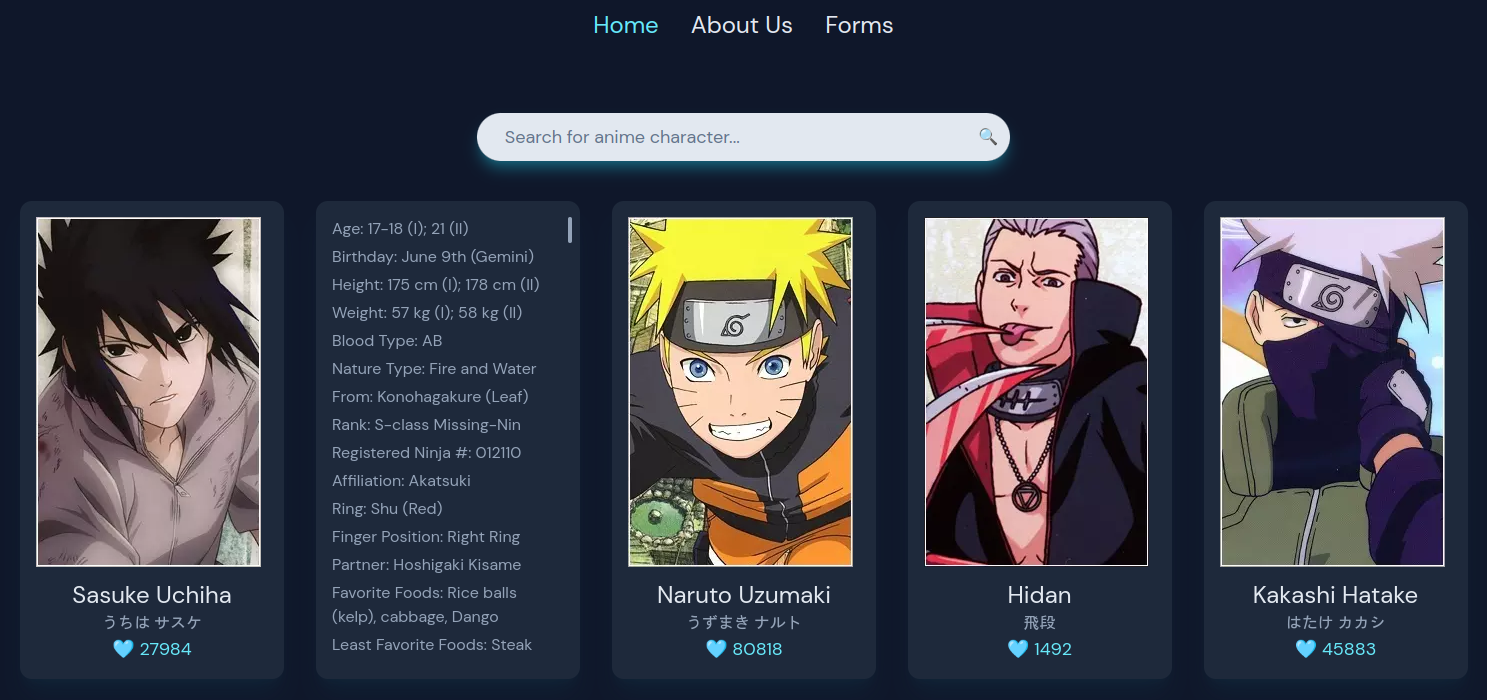 Home About Us Forms
Search for anime character...
Sasuke Uchiha
うちは サスケ
27984
Age: 17-18 (I); 21 (II)
Birthday: June 9th (Gemini)
Height: 175 cm (I); 178 cm (II)
Weight: 57 kg (I); 58 kg (II)
Blood Type: AB
Nature Type: Fire and Water
From: Konohagakure (Leaf)
Rank: S-class Missing-Nin
Registered Ninja #: 012110
Affiliation: Akatsuki
Ring: Shu (Red)
Finger Position: Right Ring
Partner: Hoshigaki Kisame
Favorite Foods: Rice balls
(kelp), cabbage, Dango
Least Favorite Foods: Steak
Naruto Uzumaki
うずまき ナルト
80818
Hidan
飛段
1492
Kakashi Hatake
はたけ カカシ
45883